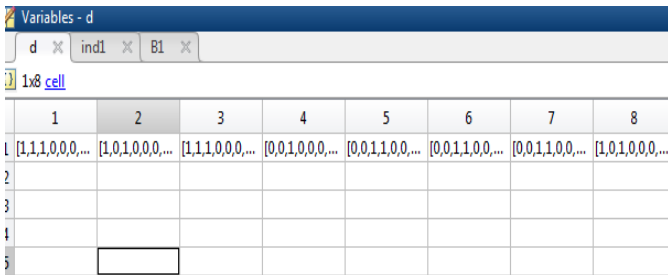 Variables - d
d ind1 B1
1x8 cell
1 2 3 4 5 6 7 8
1 [1,1,1,0,0,0,... [1,0,1,0,0,0,... [1,1,1,0,0,0,... [0,0,1,0,0,0,... [0,0,1,1,0,0,... [0,0,1,1,0,0,... [0,0,1,1,0,0,... [1,0,1,0,0,0,...
2
3
4
5